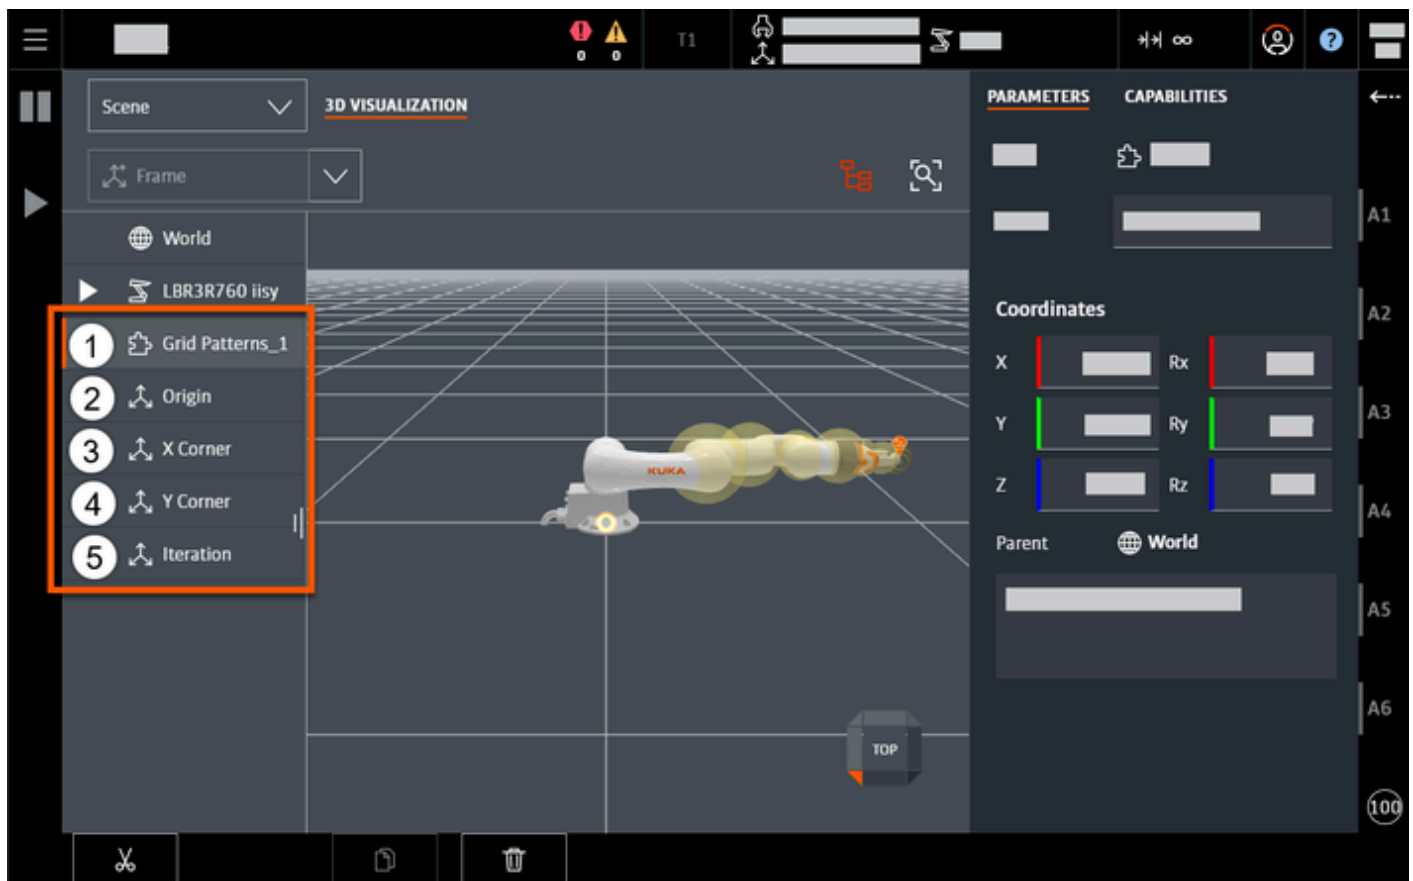 T1
∞
?
0 0
Scene
3D VISUALIZATION
PARAMETERS CAPABILITIES
Frame
World
A1
LBR3R760 iisy
Coordinates
A2
1 Grid Patterns_1
X Rx
2 Origin
A3
Y Ry
3 X Corner
KUKA
Z Rz
4 Y Corner
A4
Parent World
5 Iteration
A5
A6
TOP
100